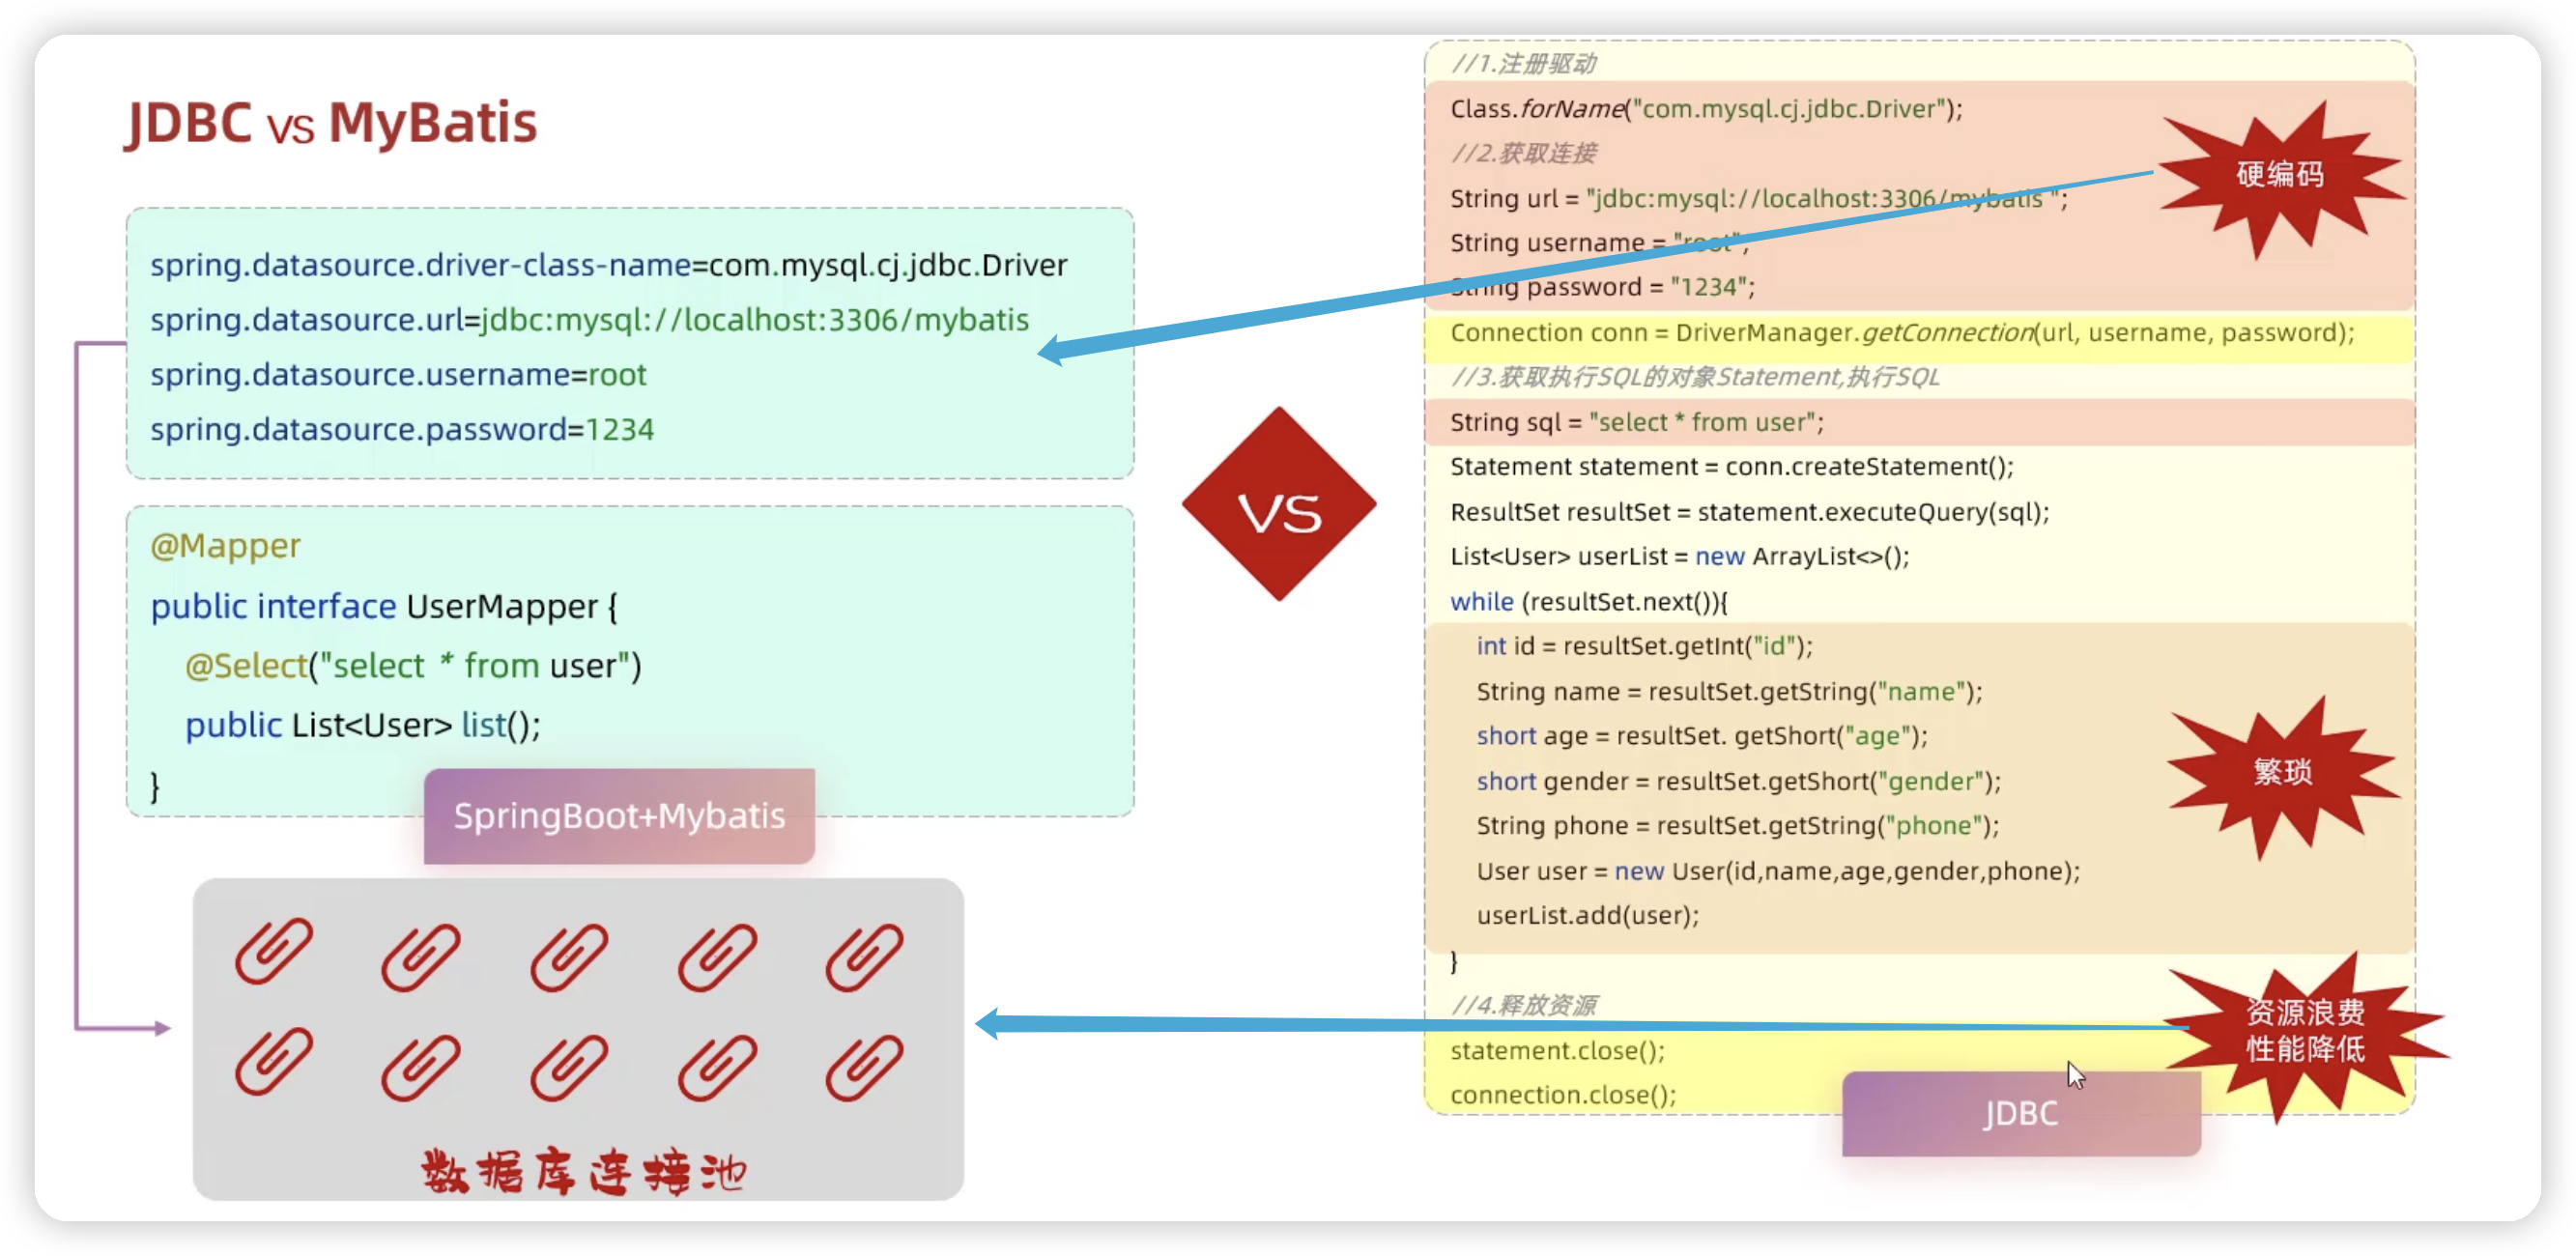 JDBC VS MyBatis
spring.datasource.driver-class-name=com.mysql.cj.jdbc.Driver
spring.datasource.url=jdbc:mysql://localhost:3306/mybatis
spring.datasource.username=root
spring.datasource.password=1234
@Mapper
public interface UserMapper {
@Select("select * from user")
public List<User> list();
}
SpringBoot+Mybatis
数据库连接池
VS
//1.注册驱动
Class.forName("com.mysql.cj.jdbc.Driver");
//2.获取连接
String url = "jdbc:mysql://localhost:3306/mybatis ";
String username = "root";
String password = "1234";
Connection conn = DriverManager.getConnection(url, username, password);
//3.获取执行SQL的对象Statement,执行SQL
String sql = "select * from user";
Statement statement = conn.createStatement();
ResultSet resultSet = statement.executeQuery(sql);
List<User> userList = new ArrayList<>();
while (resultSet.next()){
int id = resultSet.getInt("id");
String name = resultSet.getString("name");
short age = resultSet. getShort("age");
short gender = resultSet.getShort("gender");
String phone = resultSet.getString("phone");
User user = new User(id,name,age,gender,phone);
userList.add(user);
}
//4.释放资源
statement.close();
connection.close();
硬编码
繁琐
资源浪费
性能降低
JDBC